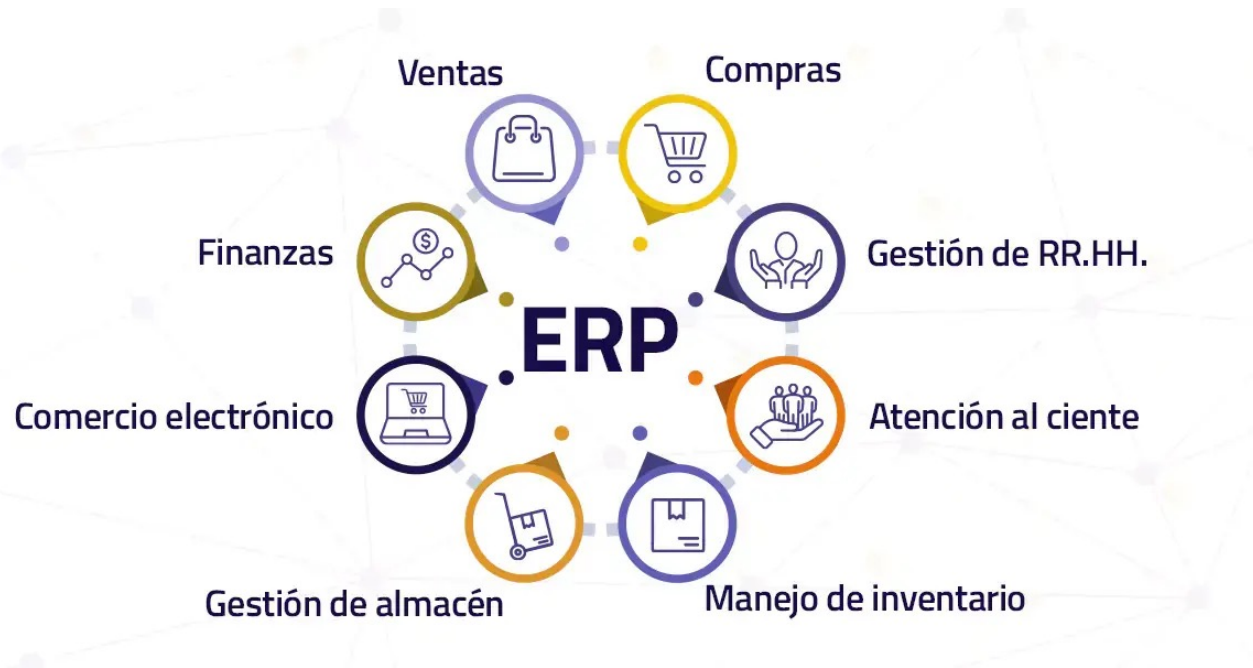 Ventas
Compras
Finanzas
Gestión de RR.HH.
ERP
Comercio electrónico
Atención al ciente
Gestión de almacén
Manejo de inventario
$